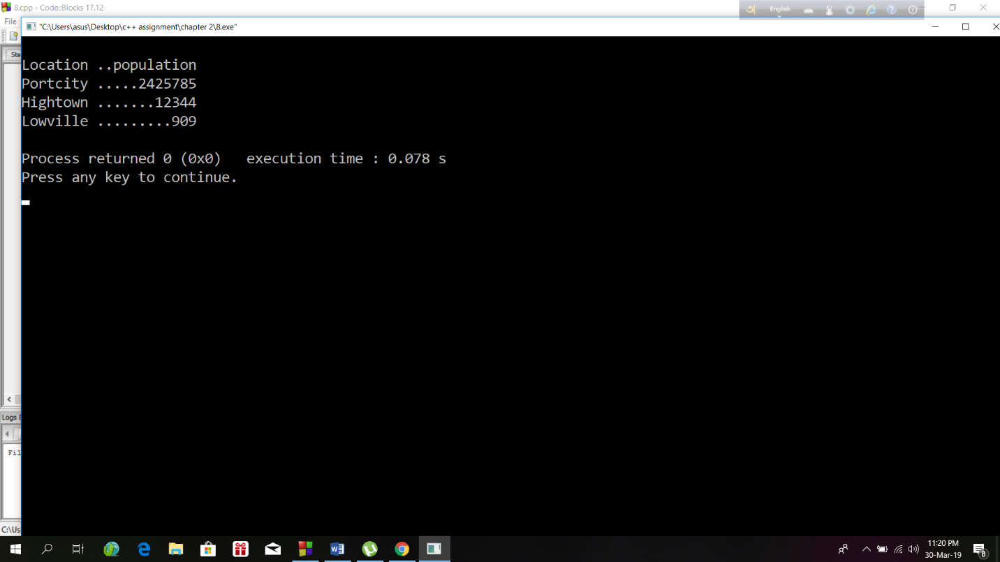 8.cpp - Code::Blocks 17.12
English
File
"C:\Users\asus\Desktop\c++ assignment\chapter 2\8.exe"
Sta
Location ..population
Portcity .....2425785
Hightown .......12344
Lowville .........909
Process returned 0 (0x0)   execution time : 0.078 s
Press any key to continue.
Logs &
Fil
C:\Us
11:20 PM
30-Mar-19
8